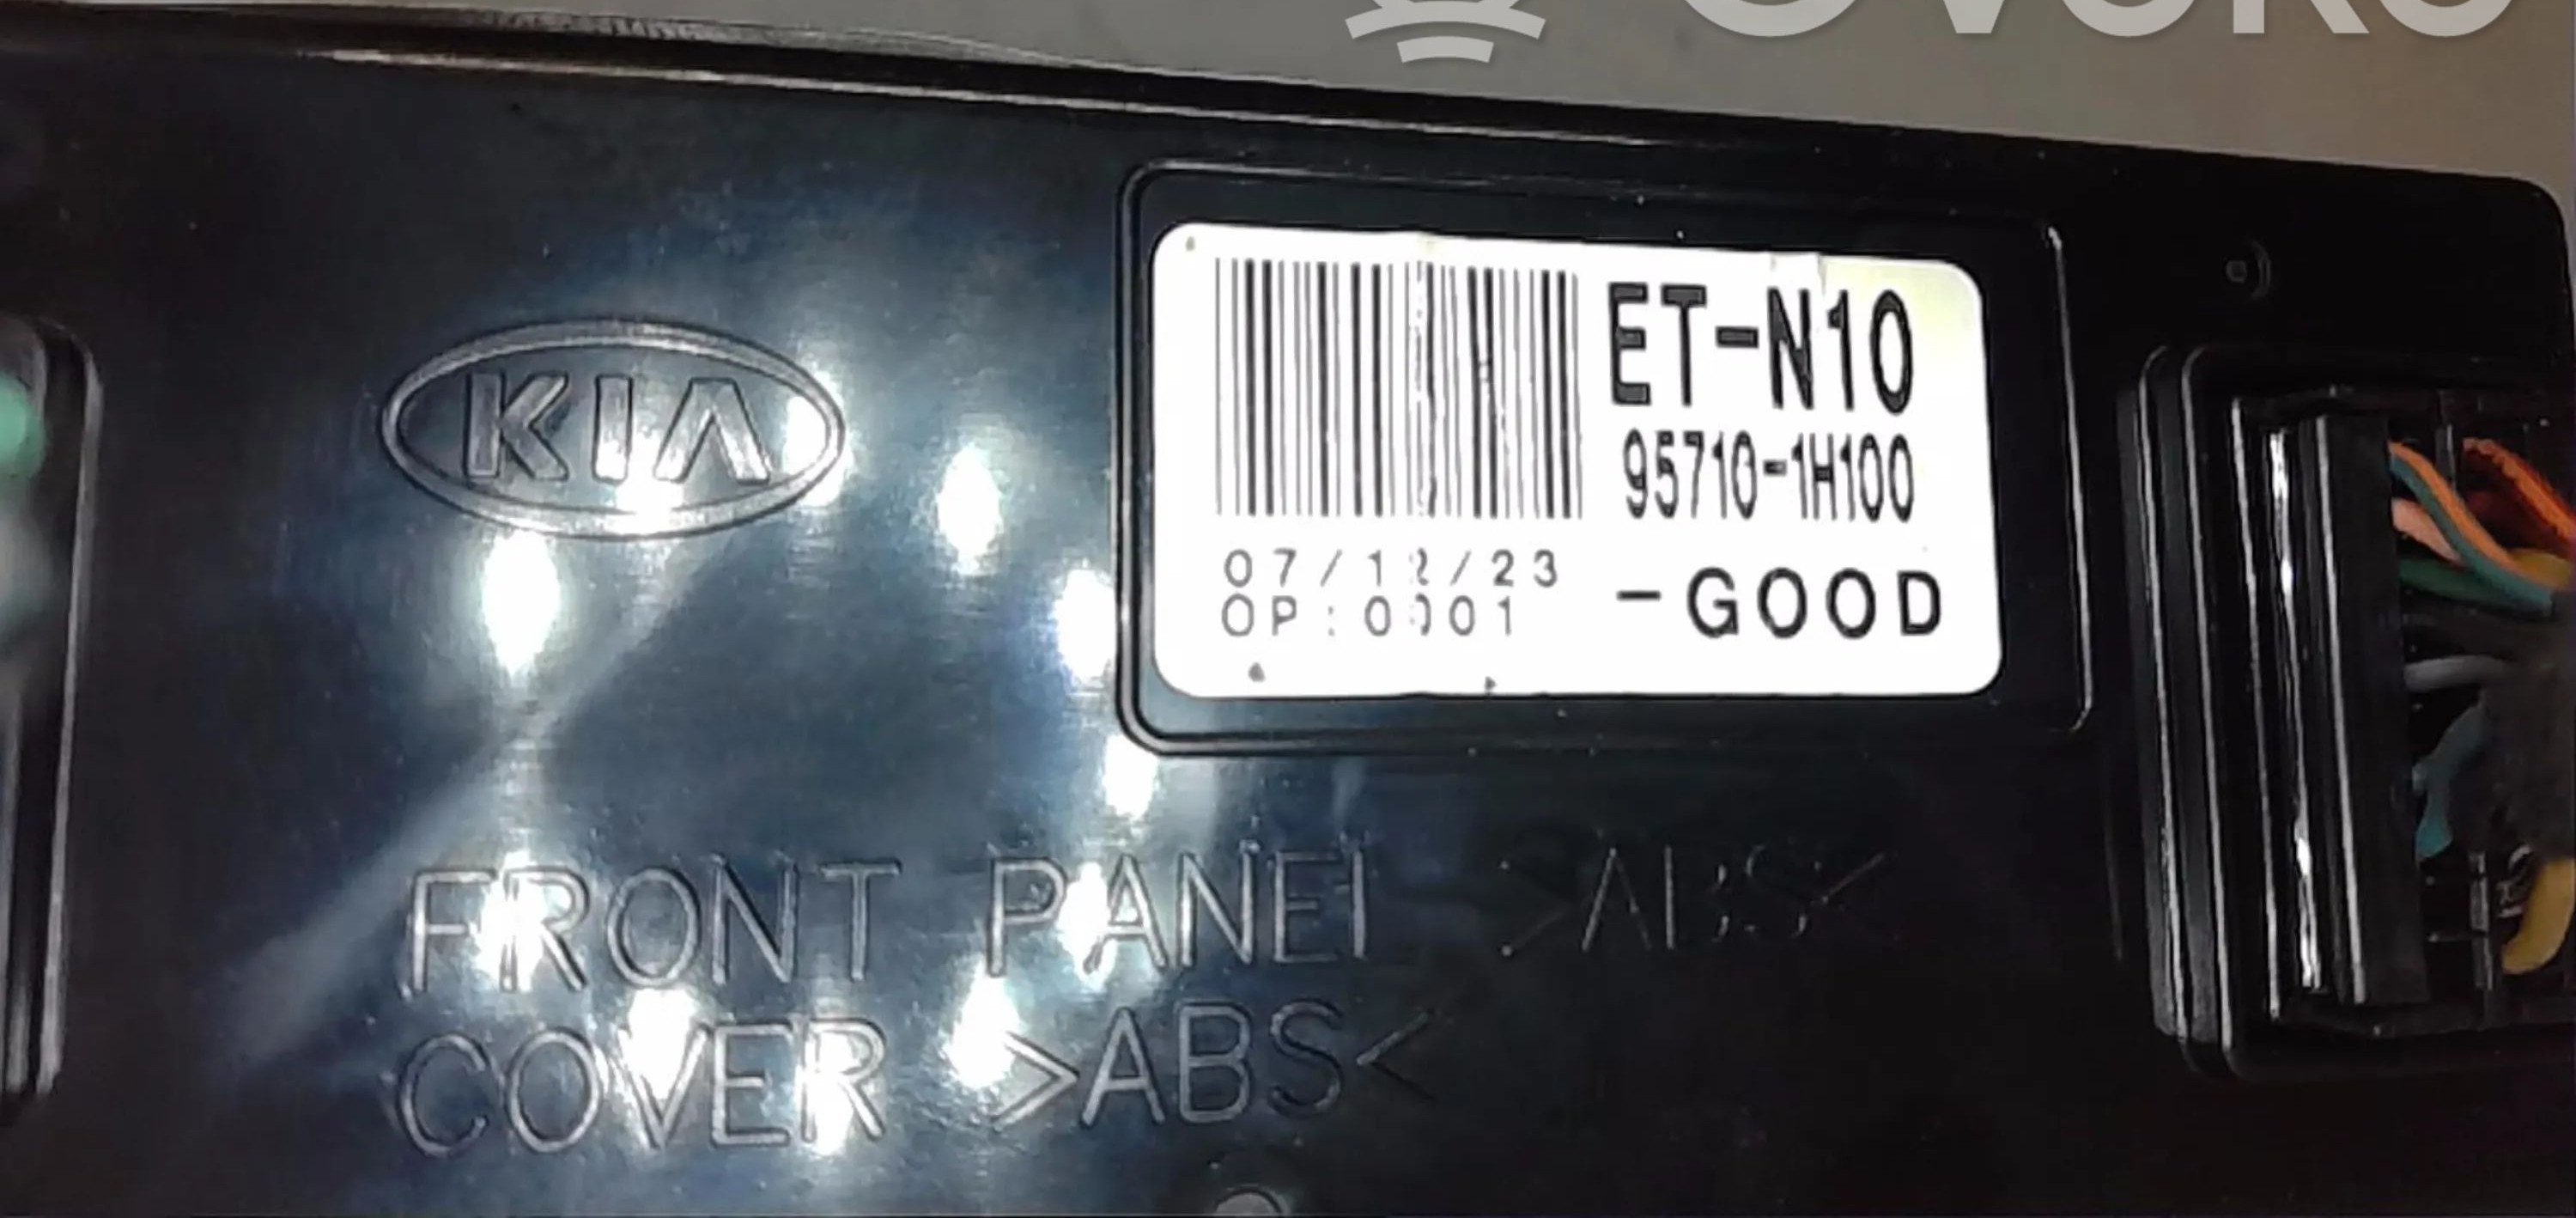 KIA
ET-N10
95710-1H100
07/12/23
OP:0001
-GOOD
FRONT PANEL >ABS<
COVER >ABS<